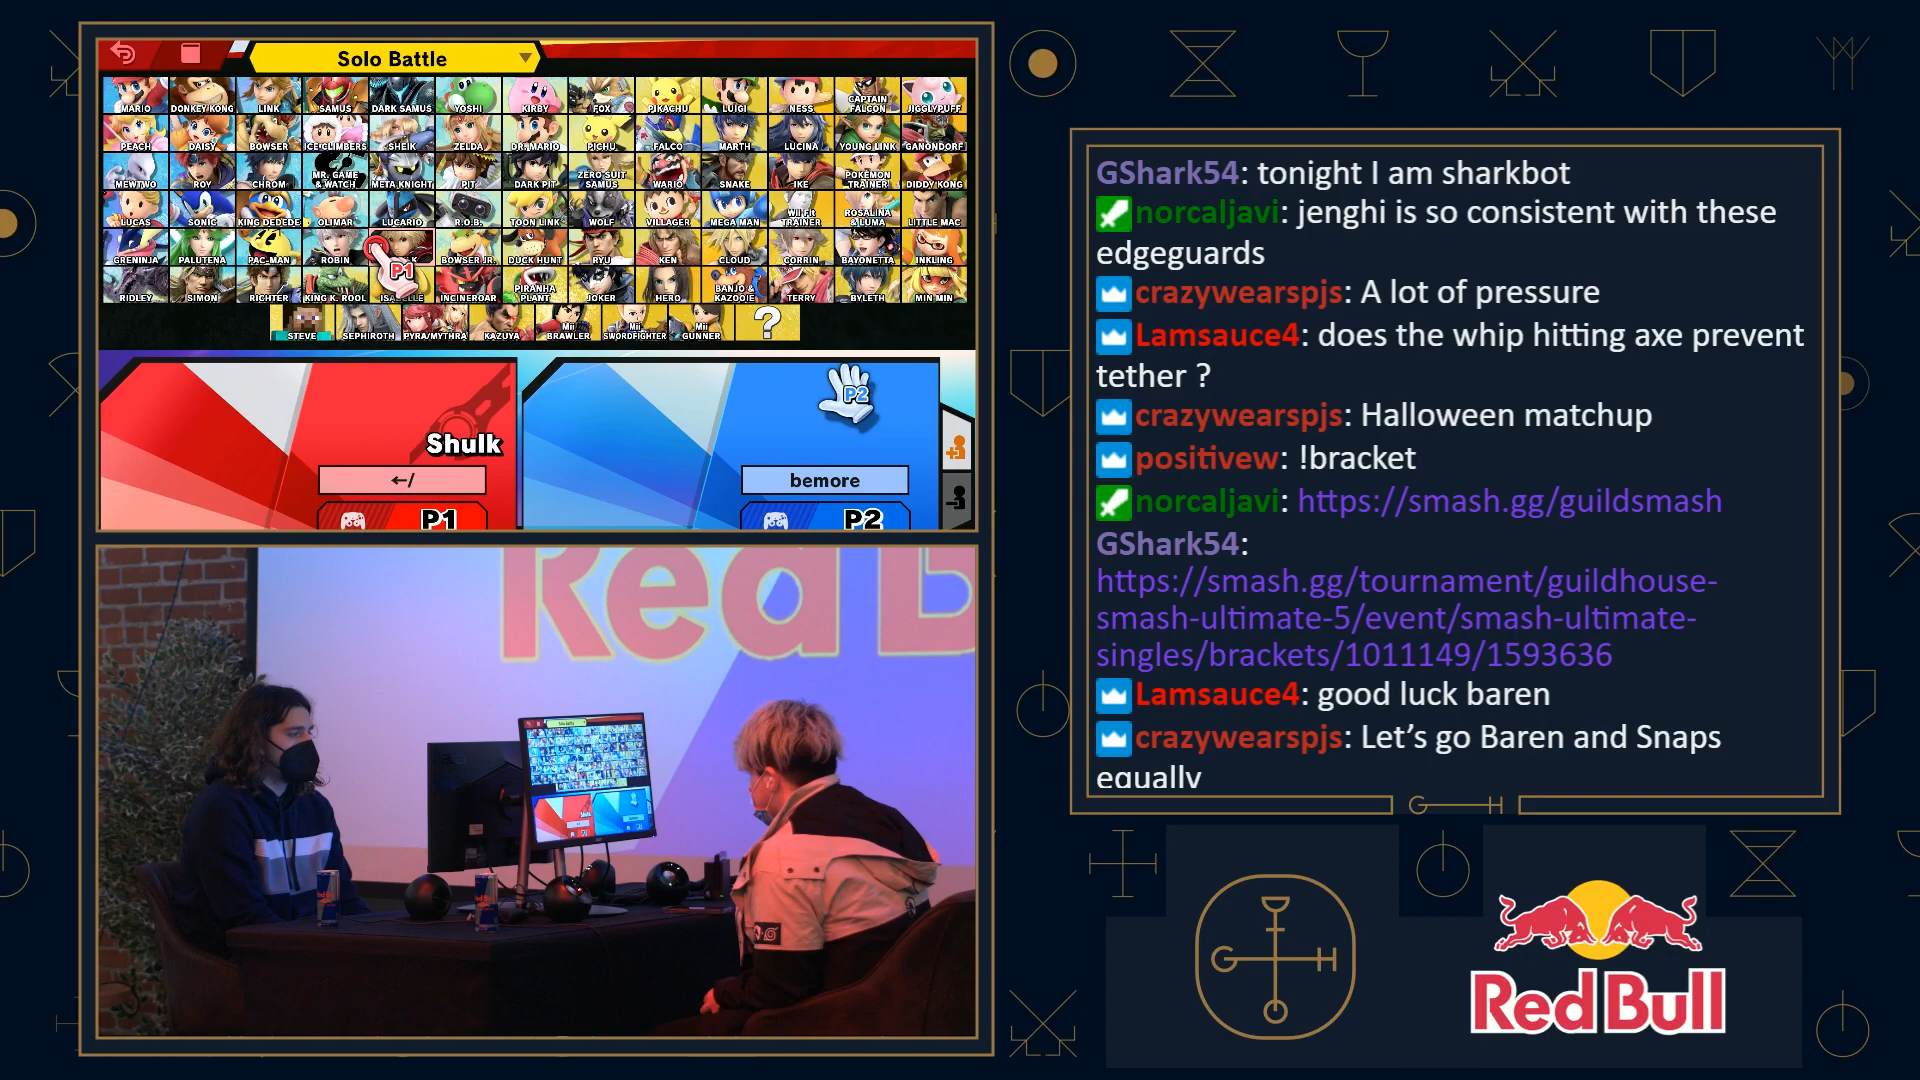 Solo Battle
MARIO DONKEY KONG LINK SAMUS DARK SAMUS YOSHI KIRBY FOX PIKACHU LUIGI NESS CAPTAIN FALCON JIGGLYPUFF
PEACH DAISY BOWSER ICE CLIMBERS SHEIK ZELDA DR. MARIO PICHU FALCO MARTH LUCINA YOUNG LINK GANONDORF
MEWTWO ROY CHROM MR. GAME & WATCH META KNIGHT PIT DARK PIT ZERO SUIT SAMUS WARIO SNAKE IKE POKÉMON TRAINER DIDDY KONG
LUCAS SONIC KING DEDEDE OLIMAR LUCARIO R.O.B. TOON LINK WOLF VILLAGER MEGA MAN Wii Fit TRAINER ROSALINA & LUMA LITTLE MAC
GRENINJA PALUTENA PAC-MAN ROBIN BOWSER JR. DUCK HUNT RYU KEN CLOUD CORRIN BAYONETTA INKLING
P1
RIDLEY SIMON RICHTER KING K. ROOL ISABELLE INCINEROAR PIRANHA PLANT JOKER HERO BANJO & KAZOOIE TERRY BYLETH MIN MIN
STEVE SEPHIROTH PYRA/MYTHRA KAZUYA Mii BRAWLER Mii SWORDFIGHTER Mii GUNNER ?
P2
Shulk
←/
bemore
P1
P2
Red B
GShark54: tonight I am sharkbot
norcaljavi: jenghi is so consistent with these
edgeguards
crazywearspjs: A lot of pressure
Lamsauce4: does the whip hitting axe prevent
tether ?
crazywearspjs: Halloween matchup
positivew: !bracket
norcaljavi: https://smash.gg/guildsmash
GShark54:
https://smash.gg/tournament/guildhouse-
smash-ultimate-5/event/smash-ultimate-
singles/brackets/1011149/1593636
Lamsauce4: good luck baren
crazywearspjs: Let's go Baren and Snaps
equally
G H
G H
Red Bull